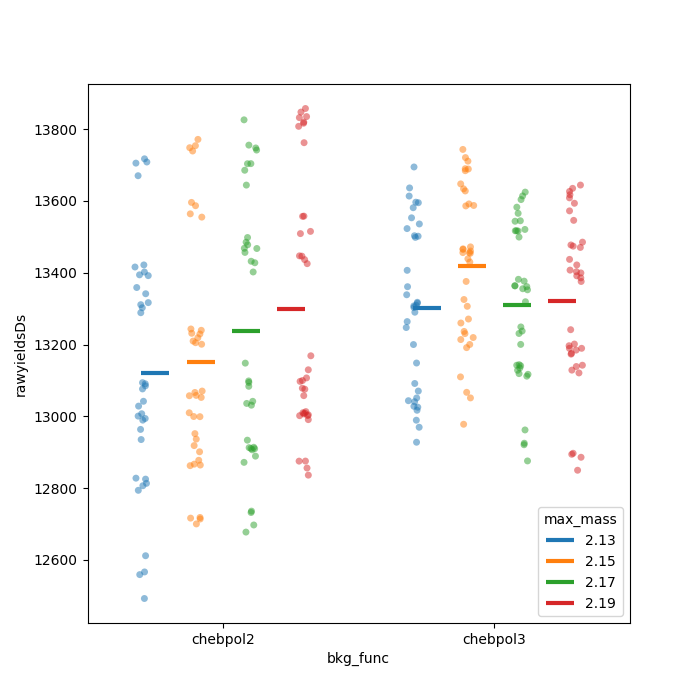 13800
13600
13400
13200
13000
12800
12600
rawyieldsDs
chebpol2
chebpol3
bkg_func
max_mass
2.13
2.15
2.17
2.19